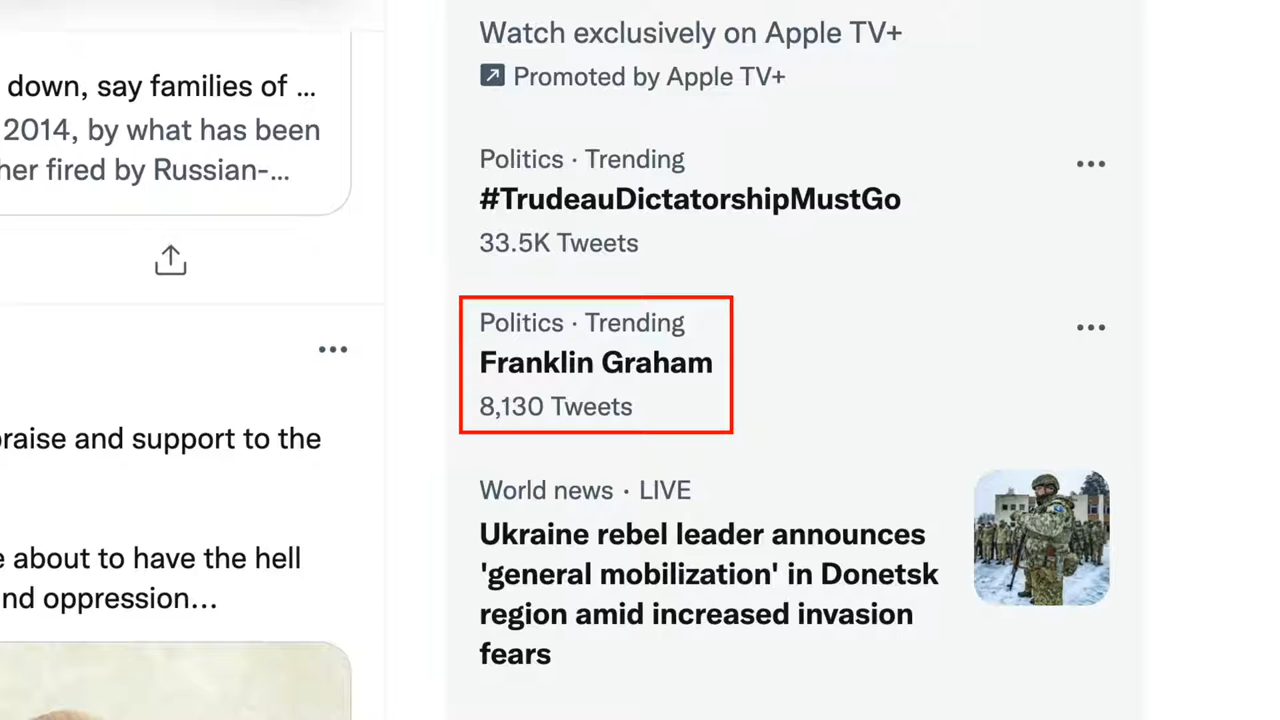 down, say families of ...
2014, by what has been
her fired by Russian-...
raise and support to the
about to have the hell
nd oppression...
Watch exclusively on Apple TV+
Promoted by Apple TV+
Politics · Trending
#TrudeauDictatorshipMustGo
33.5K Tweets
Politics · Trending
Franklin Graham
8,130 Tweets
World news · LIVE
Ukraine rebel leader announces
'general mobilization' in Donetsk
region amid increased invasion
fears